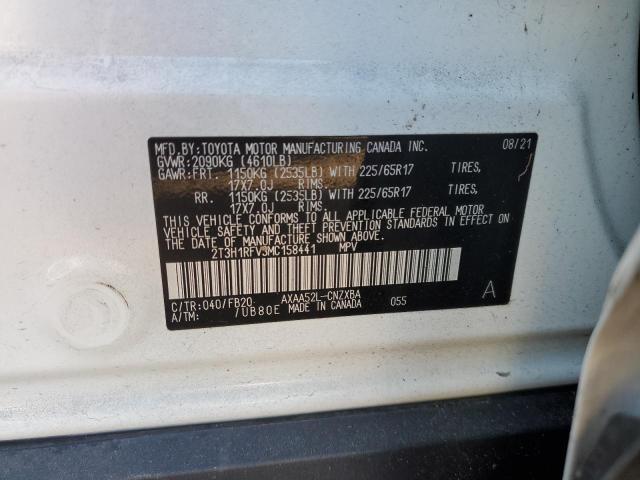 MFD.BY:TOYOTA MOTOR MANUFACTURING CANADA INC. 08/21
GVWR:2090KG (4610LB)
GAWR:FRT. 1150KG (2535LB) WITH 225/65R17 TIRES,
17X7.0J RIMS.
RR. 1150KG (2535LB) WITH 225/65R17 TIRES,
17X7.0J RIMS.
THIS VEHICLE CONFORMS TO ALL APPLICABLE FEDERAL MOTOR
VEHICLE SAFETY AND THEFT PREVENTION STANDARDS IN EFFECT
ON THE DATE OF MANUFACTURE SHOWN ABOVE.
2T3H1RFV3MC158441 MPV
C/TR:040/FB20 AXAA52L-CNZXBA A
A/TM: /UB80E MADE IN CANADA 055